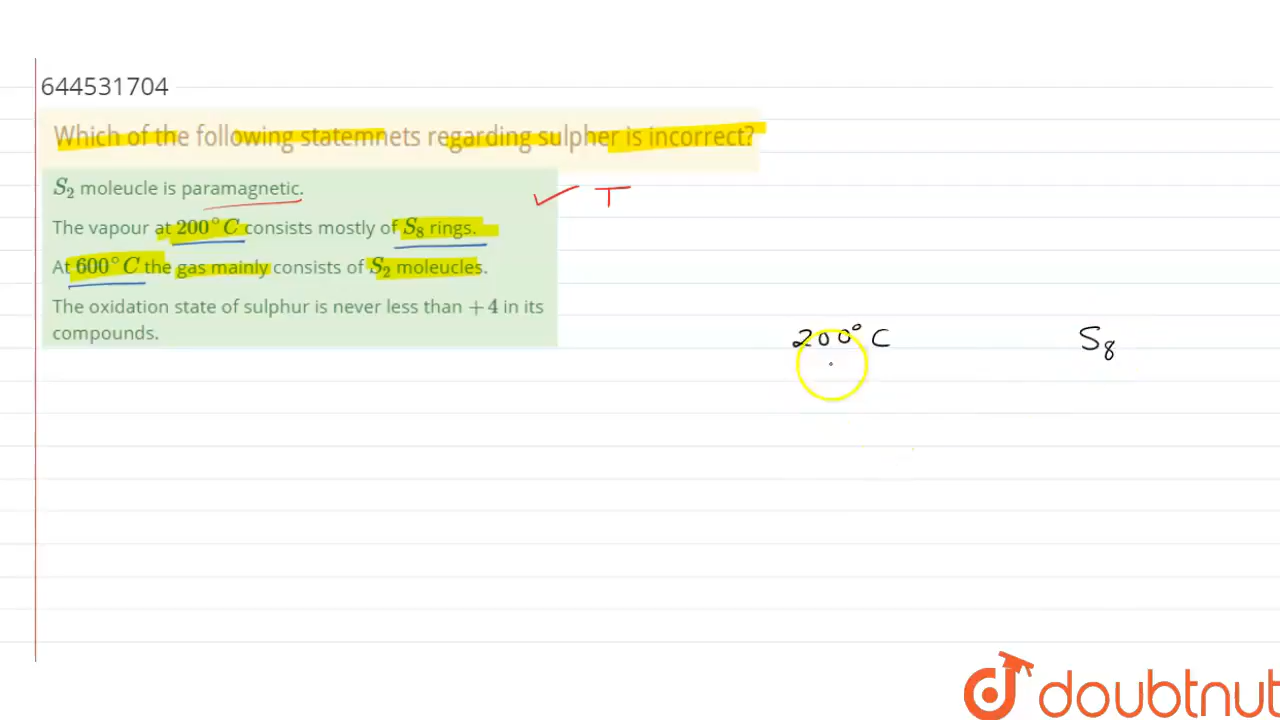 644531704
Which of the following statemnets regarding sulpher is incorrect?
S₂ moleucle is paramagnetic.
T
The vapour at 200°C consists mostly of S₈ rings.
At 600°C the gas mainly consists of S₂ moleucles.
The oxidation state of sulphur is never less than +4 in its
compounds.
200°C S₈
doubtnut